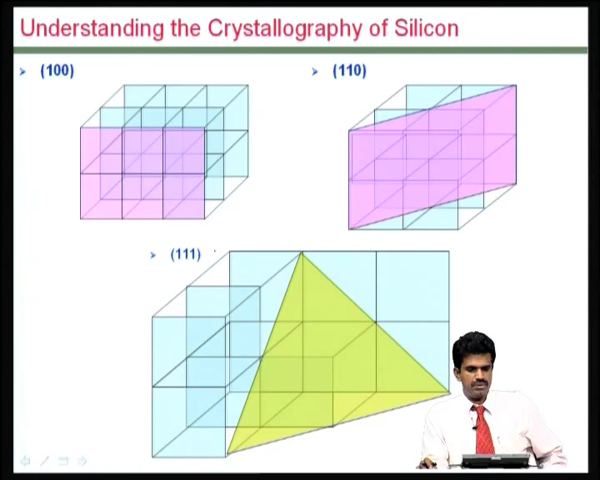 Understanding the Crystallography of Silicon
(100)
(110)
(111)